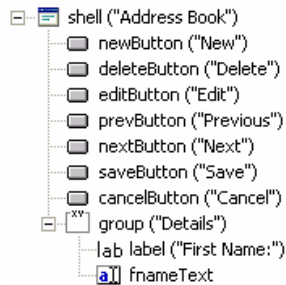 shell ("Address Book")
newButton ("New")
deleteButton ("Delete")
editButton ("Edit")
prevButton ("Previous")
nextButton ("Next")
saveButton ("Save")
cancelButton ("Cancel")
XY group ("Details")
lab label ("First Name:")
a fnameText